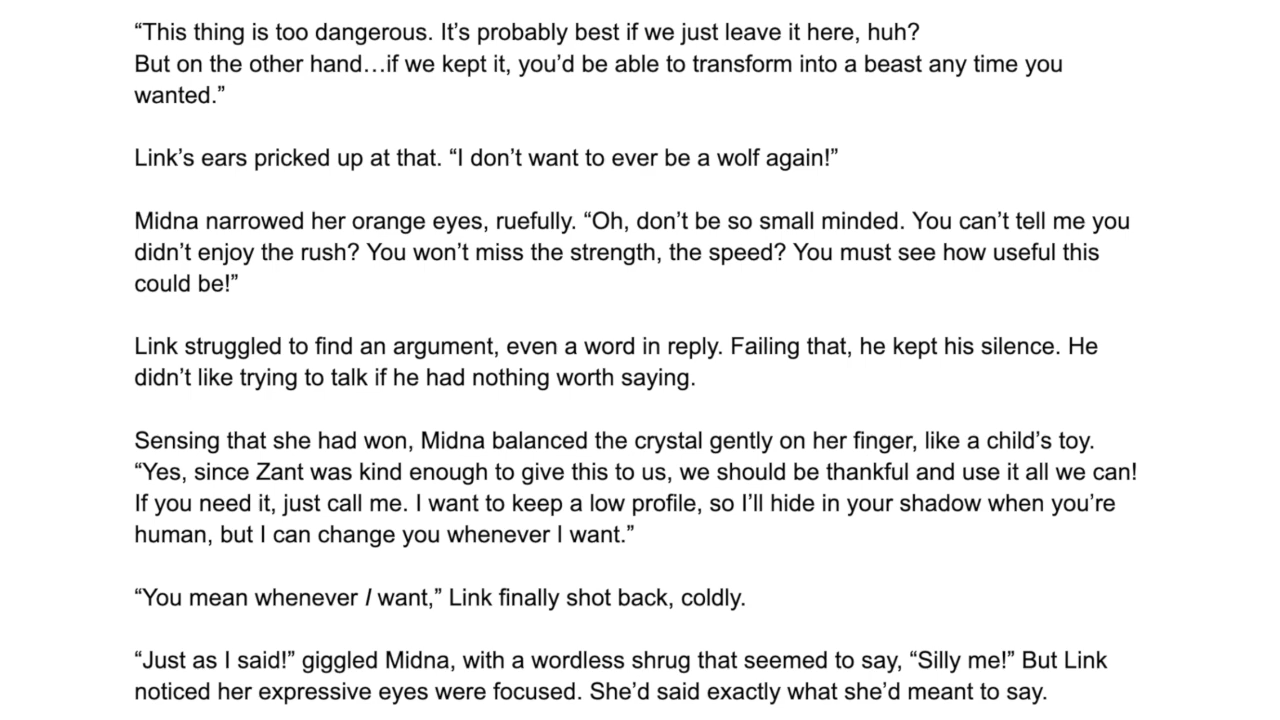 “This thing is too dangerous. It’s probably best if we just leave it here, huh?
But on the other hand…if we kept it, you’d be able to transform into a beast any time you
wanted.”
Link’s ears pricked up at that. “I don’t want to ever be a wolf again!”
Midna narrowed her orange eyes, ruefully. “Oh, don’t be so small minded. You can’t tell me you
didn’t enjoy the rush? You won’t miss the strength, the speed? You must see how useful this
could be!”
Link struggled to find an argument, even a word in reply. Failing that, he kept his silence. He
didn’t like trying to talk if he had nothing worth saying.
Sensing that she had won, Midna balanced the crystal gently on her finger, like a child’s toy.
“Yes, since Zant was kind enough to give this to us, we should be thankful and use it all we can!
If you need it, just call me. I want to keep a low profile, so I’ll hide in your shadow when you’re
human, but I can change you whenever I want.”
“You mean whenever I want,” Link finally shot back, coldly.
“Just as I said!” giggled Midna, with a wordless shrug that seemed to say, “Silly me!” But Link
noticed her expressive eyes were focused. She’d said exactly what she’d meant to say.